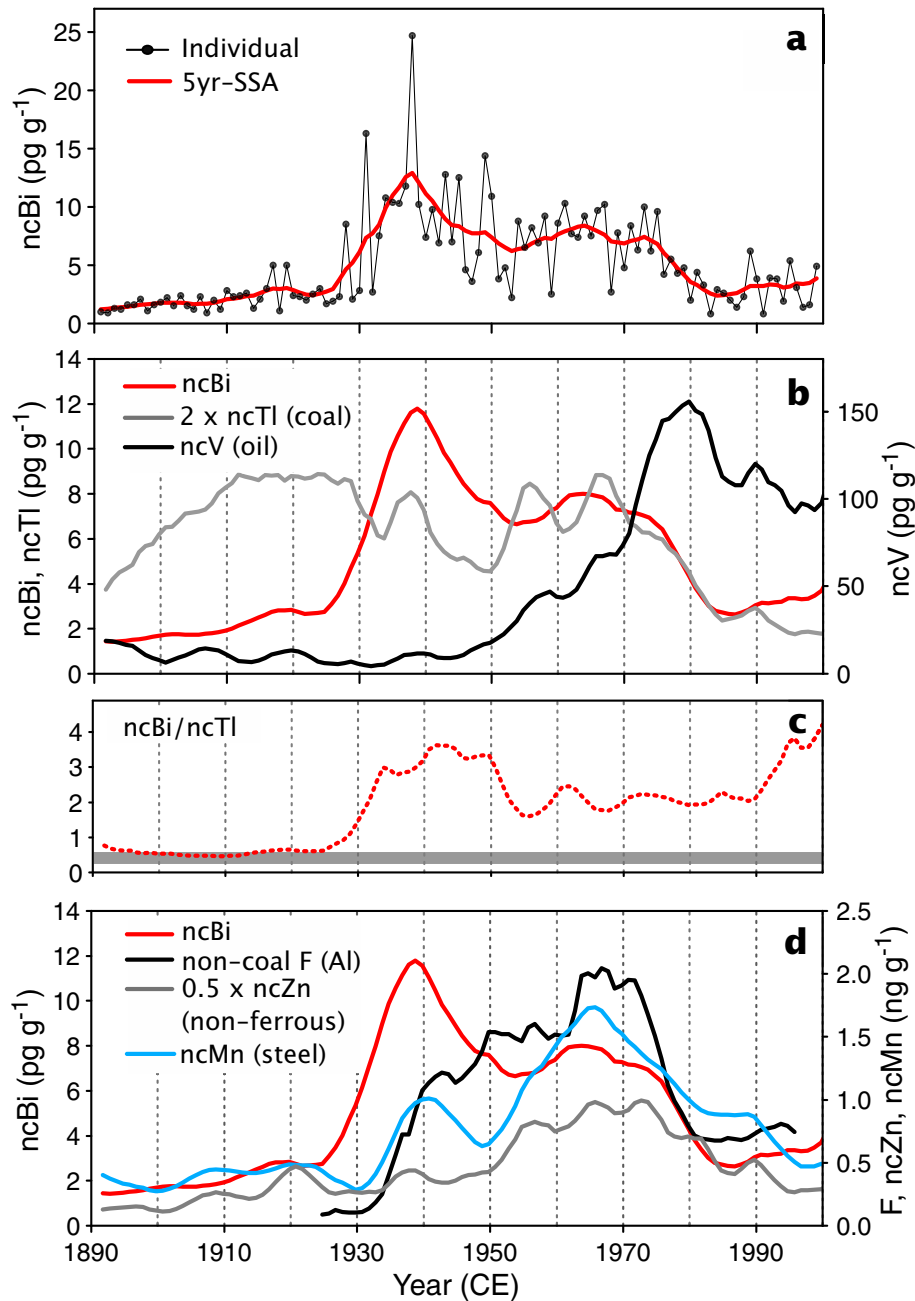 a
Individual
5yr-SSA
25
20
15
10
5
0
ncBi (pg g⁻¹)
b
ncBi
2 x ncTl (coal)
ncV (oil)
14
12
10
8
6
4
2
0
ncBi, ncTl (pg g⁻¹)
150
100
50
0
ncV (pg g⁻¹)
c
ncBi/ncTl
4
3
2
1
0
d
ncBi
non-coal F (Al)
0.5 x ncZn
(non-ferrous)
ncMn (steel)
14
12
10
8
6
4
2
0
ncBi (pg g⁻¹)
2.5
2.0
1.5
1.0
0.5
0.0
F, ncZn, ncMn (ng g⁻¹)
1890 1910 1930 1950 1970 1990
Year (CE)